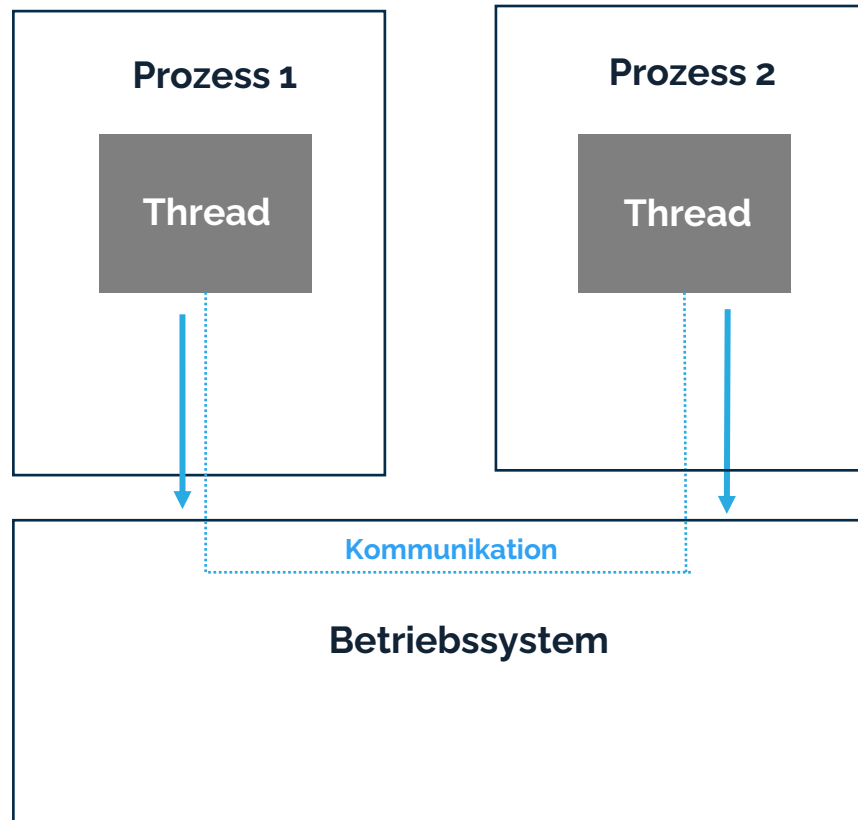 Prozess 1
Prozess 2
Thread
Thread
Kommunikation
Betriebssystem